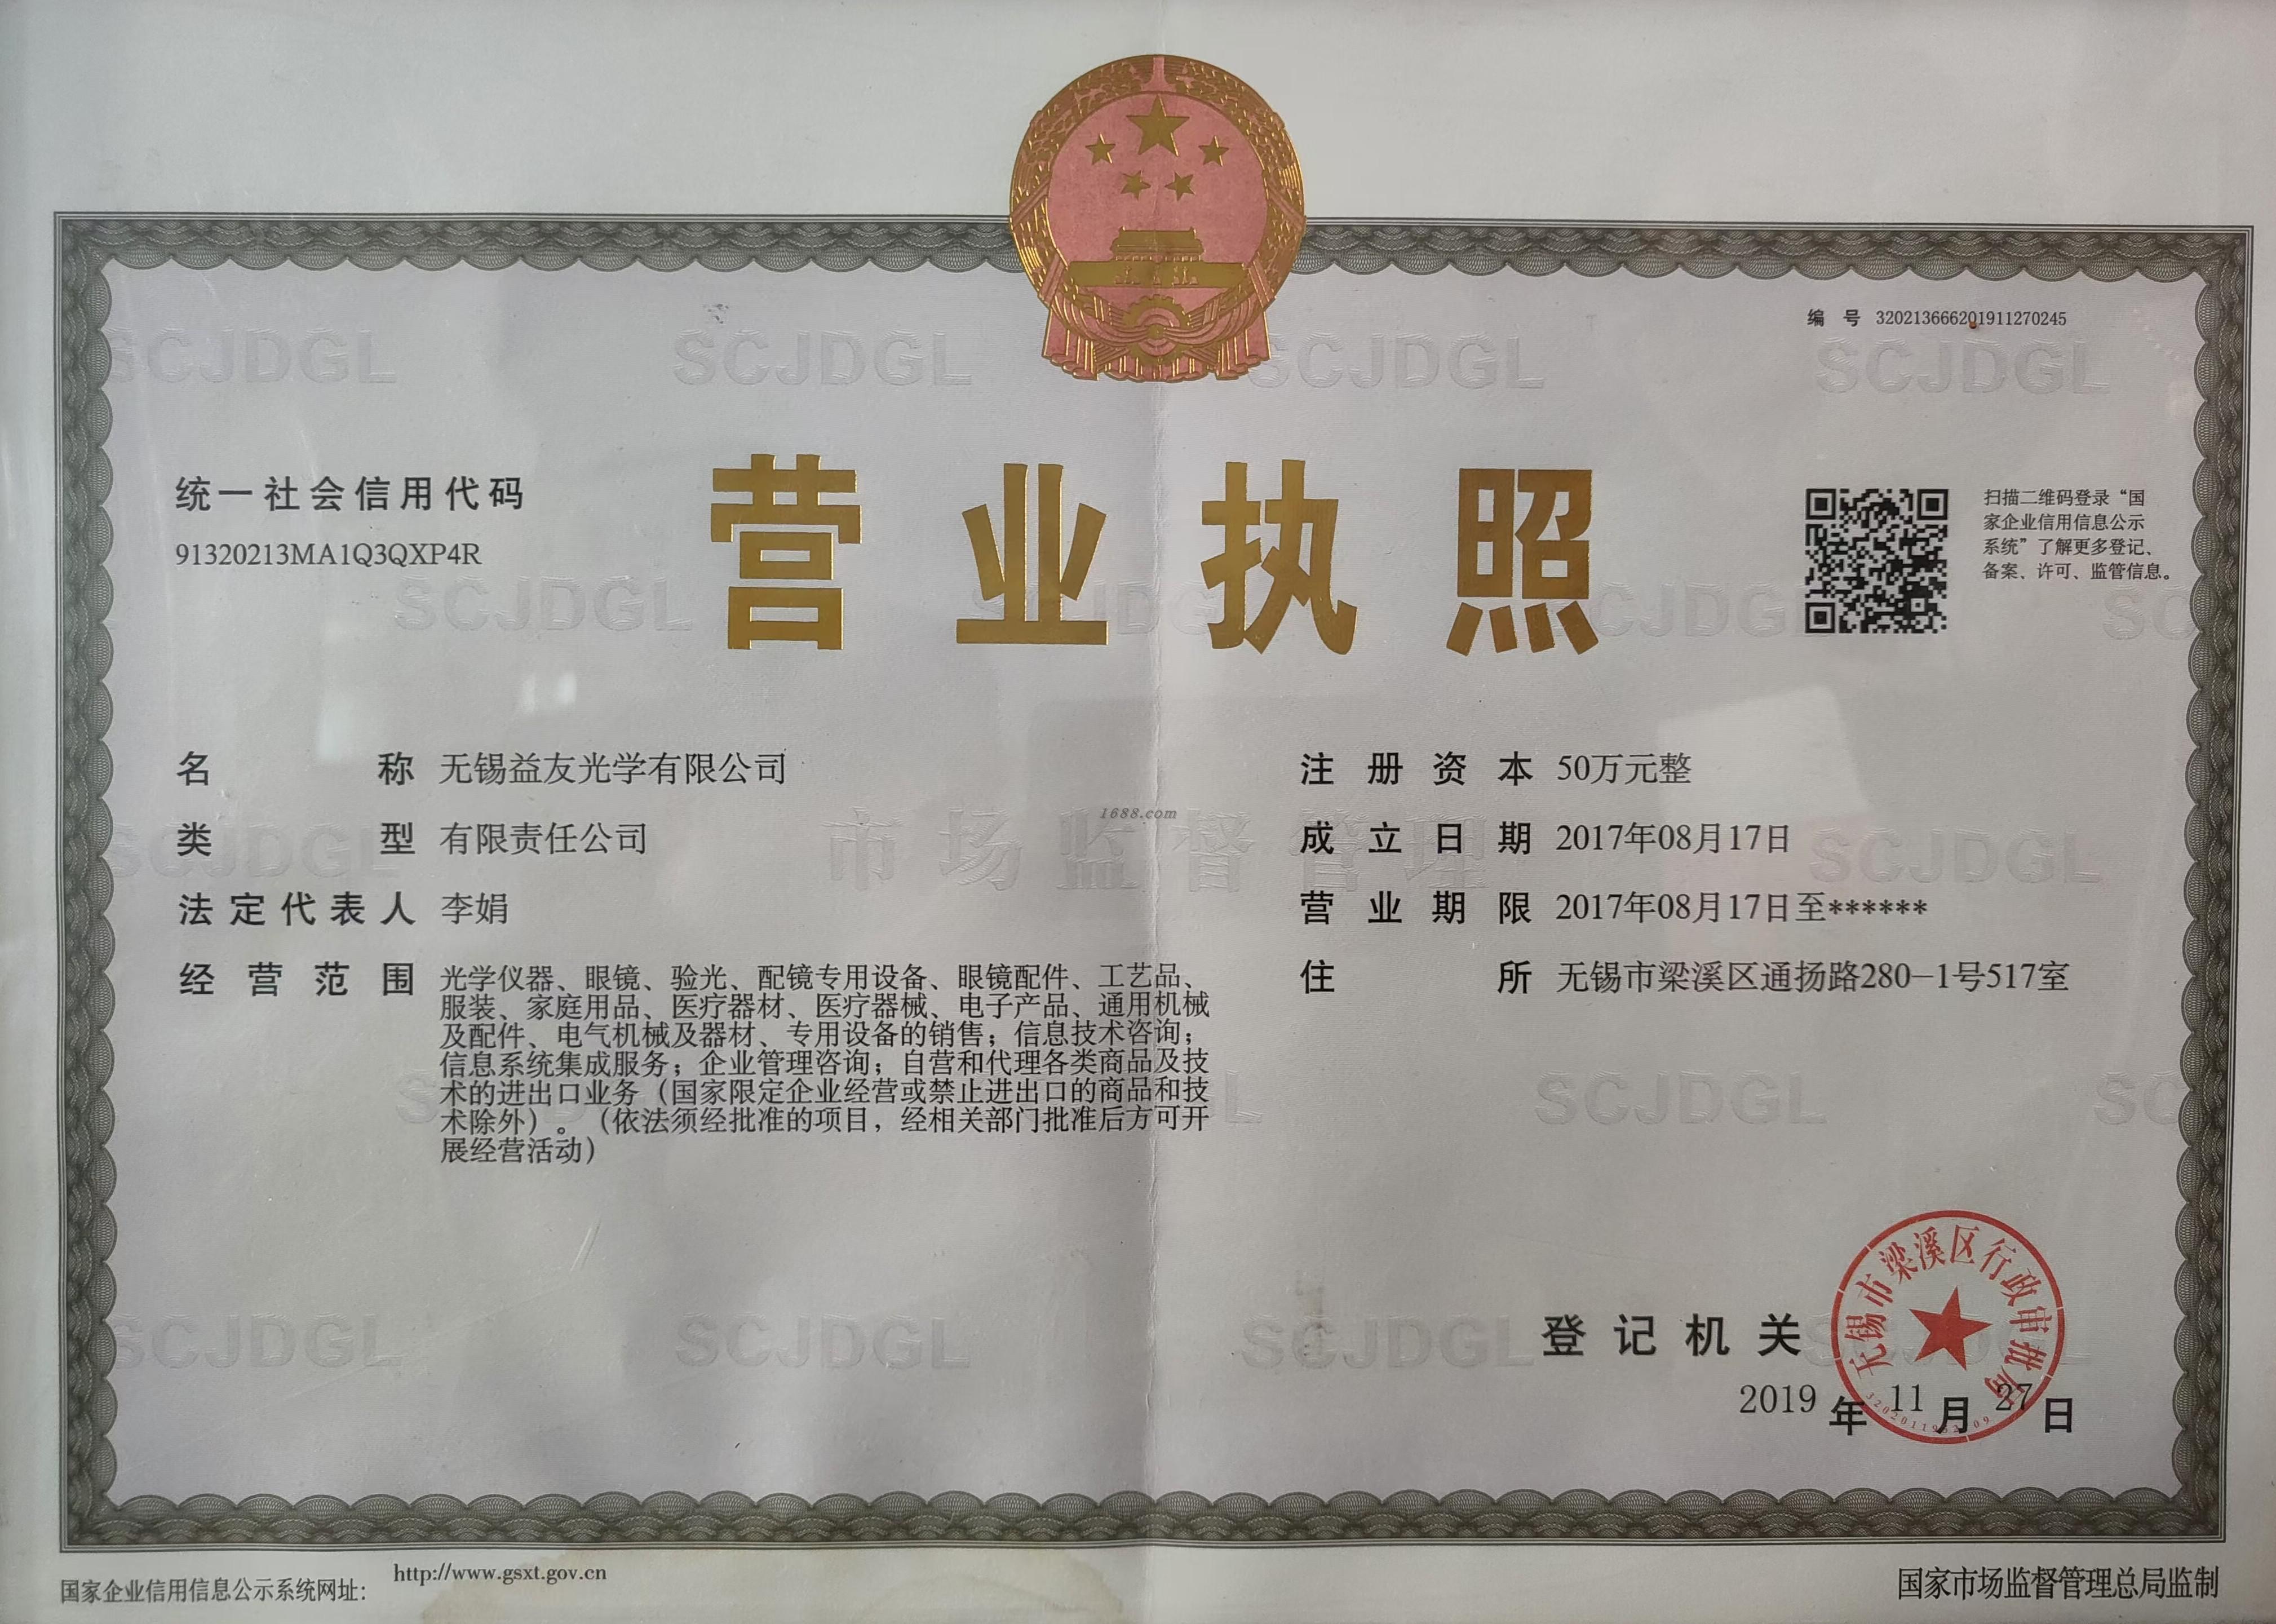 编号 320213666201911270245
营业执照
统一社会信用代码
91320213MA1Q3QXP4R
扫描二维码登录“国
家企业信用信息公示
系统”了解更多登记、
备案、许可、监管信息。
名称 无锡益友光学有限公司
类型 有限责任公司
法定代表人 李娟
经营范围 光学仪器、眼镜、验光、配镜专用设备、眼镜配件、工艺品、
服装、家庭用品、医疗器材、医疗器械、电子产品、通用机械
及配件、电气机械及器材、专用设备的销售；信息技术咨询；
信息系统集成服务；企业管理咨询；自营和代理各类商品及技
术的进出口业务（国家限定企业经营或禁止进出口的商品和技
术除外）。（依法须经批准的项目，经相关部门批准后方可开
展经营活动）
注册资本 50万元整
成立日期 2017年08月17日
营业期限 2017年08月17日至******
住所 无锡市梁溪区通扬路280-1号517室
1688.com
市场监督管理
SCJDGL
登记机关
无锡市梁溪区行政审批局
2019年11月27日
国家企业信用信息公示系统网址：
http://www.gsxt.gov.cn
国家市场监督管理总局监制